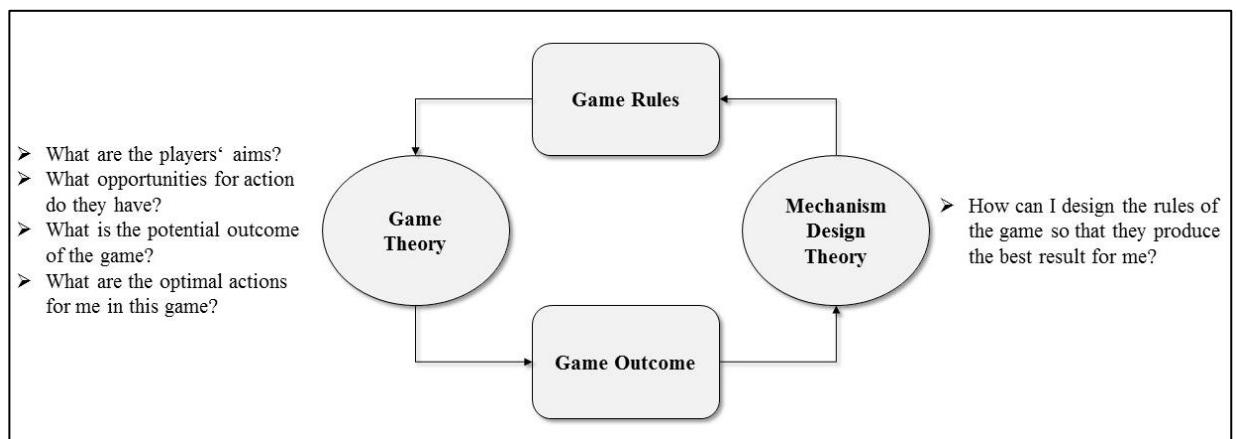 Game Rules
➢ What are the players‘ aims?
➢ What opportunities for action
do they have?
➢ What is the potential outcome
of the game?
➢ What are the optimal actions
for me in this game?
Game
Theory
Mechanism
Design
Theory
➢ How can I design the rules of
the game so that they produce
the best result for me?
Game Outcome